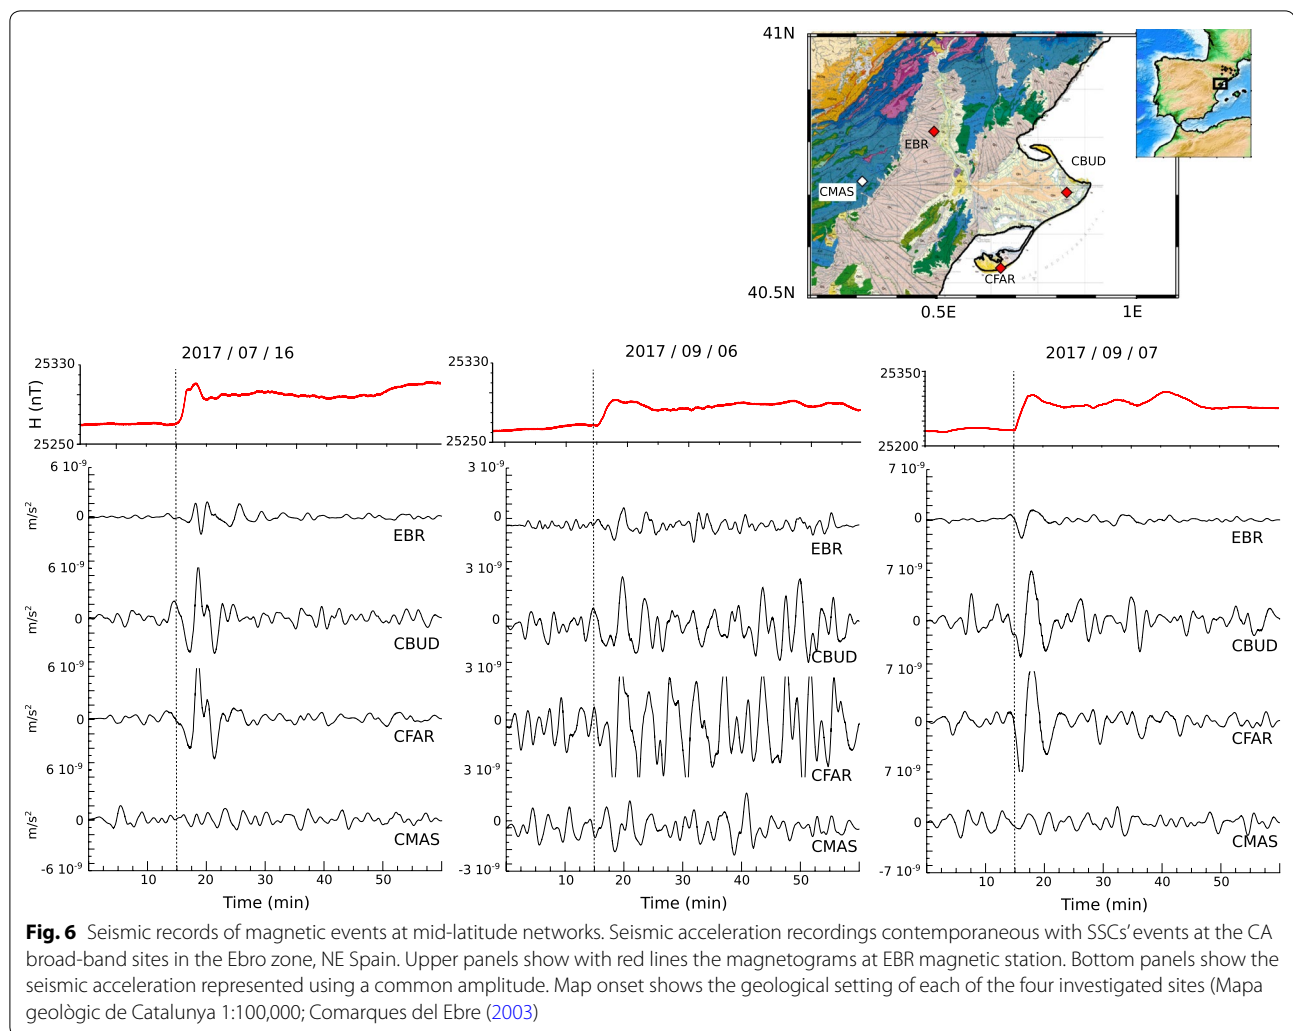 41N
EBR
CBUD
CMAS
CFAR
40.5N
0.5E
1E
2017 / 07 / 16
2017 / 09 / 06
2017 / 09 / 07
25330
H (nT)
25250
25330
25250
25350
25200
6 10-9
m/s2
0
EBR
6 10-9
m/s2
0
CBUD
6 10-9
m/s2
0
CFAR
6 10-9
m/s2
0
CMAS
-6 10-9
10 20 30 40 50
Time (min)
3 10-9
0
EBR
3 10-9
0
CBUD
3 10-9
0
CFAR
3 10-9
0
CMAS
-3 10-9
10 20 30 40 50
Time (min)
7 10-9
0
EBR
7 10-9
0
CBUD
7 10-9
0
CFAR
7 10-9
0
CMAS
-7 10-9
10 20 30 40 50
Time (min)
Fig. 6 Seismic records of magnetic events at mid-latitude networks. Seismic acceleration recordings contemporaneous with SSCs' events at the CA
broad-band sites in the Ebro zone, NE Spain. Upper panels show with red lines the magnetograms at EBR magnetic station. Bottom panels show the
seismic acceleration represented using a common amplitude. Map onset shows the geological setting of each of the four investigated sites (Mapa
geològic de Catalunya 1:100,000; Comarques del Ebre (2003)